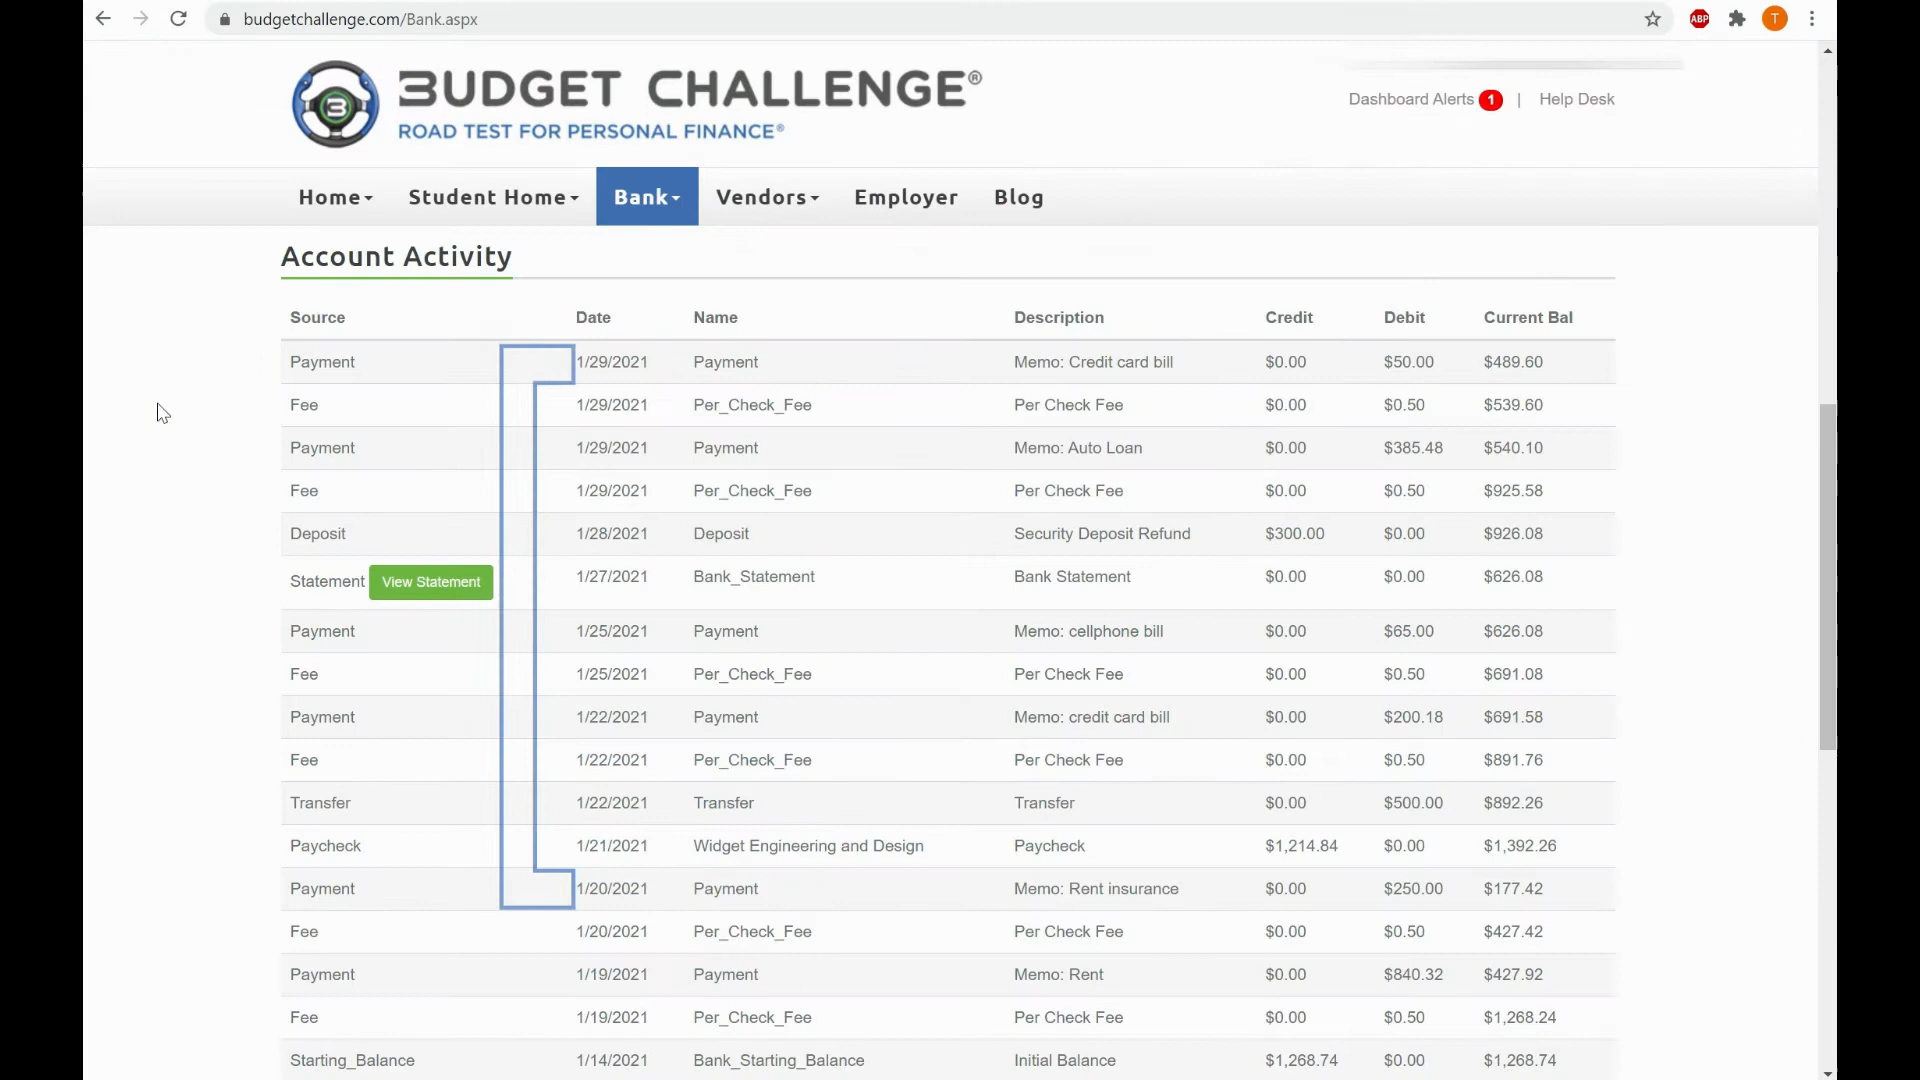 budgetchallenge.com/Bank.aspx
ABP
T
3
BUDGET CHALLENGE®
ROAD TEST FOR PERSONAL FINANCE®
Dashboard Alerts 1 | Help Desk
Home Student Home Bank Vendors Employer Blog
Account Activity
Source Date Name Description Credit Debit Current Bal
Payment 1/29/2021 Payment Memo: Credit card bill $0.00 $50.00 $489.60
Fee 1/29/2021 Per_Check_Fee Per Check Fee $0.00 $0.50 $539.60
Payment 1/29/2021 Payment Memo: Auto Loan $0.00 $385.48 $540.10
Fee 1/29/2021 Per_Check_Fee Per Check Fee $0.00 $0.50 $925.58
Deposit 1/28/2021 Deposit Security Deposit Refund $300.00 $0.00 $926.08
Statement View Statement 1/27/2021 Bank_Statement Bank Statement $0.00 $0.00 $626.08
Payment 1/25/2021 Payment Memo: cellphone bill $0.00 $65.00 $626.08
Fee 1/25/2021 Per_Check_Fee Per Check Fee $0.00 $0.50 $691.08
Payment 1/22/2021 Payment Memo: credit card bill $0.00 $200.18 $691.58
Fee 1/22/2021 Per_Check_Fee Per Check Fee $0.00 $0.50 $891.76
Transfer 1/22/2021 Transfer Transfer $0.00 $500.00 $892.26
Paycheck 1/21/2021 Widget Engineering and Design Paycheck $1,214.84 $0.00 $1,392.26
Payment 1/20/2021 Payment Memo: Rent insurance $0.00 $250.00 $177.42
Fee 1/20/2021 Per_Check_Fee Per Check Fee $0.00 $0.50 $427.42
Payment 1/19/2021 Payment Memo: Rent $0.00 $840.32 $427.92
Fee 1/19/2021 Per_Check_Fee Per Check Fee $0.00 $0.50 $1,268.24
Starting_Balance 1/14/2021 Bank_Starting_Balance Initial Balance $1,268.74 $0.00 $1,268.74